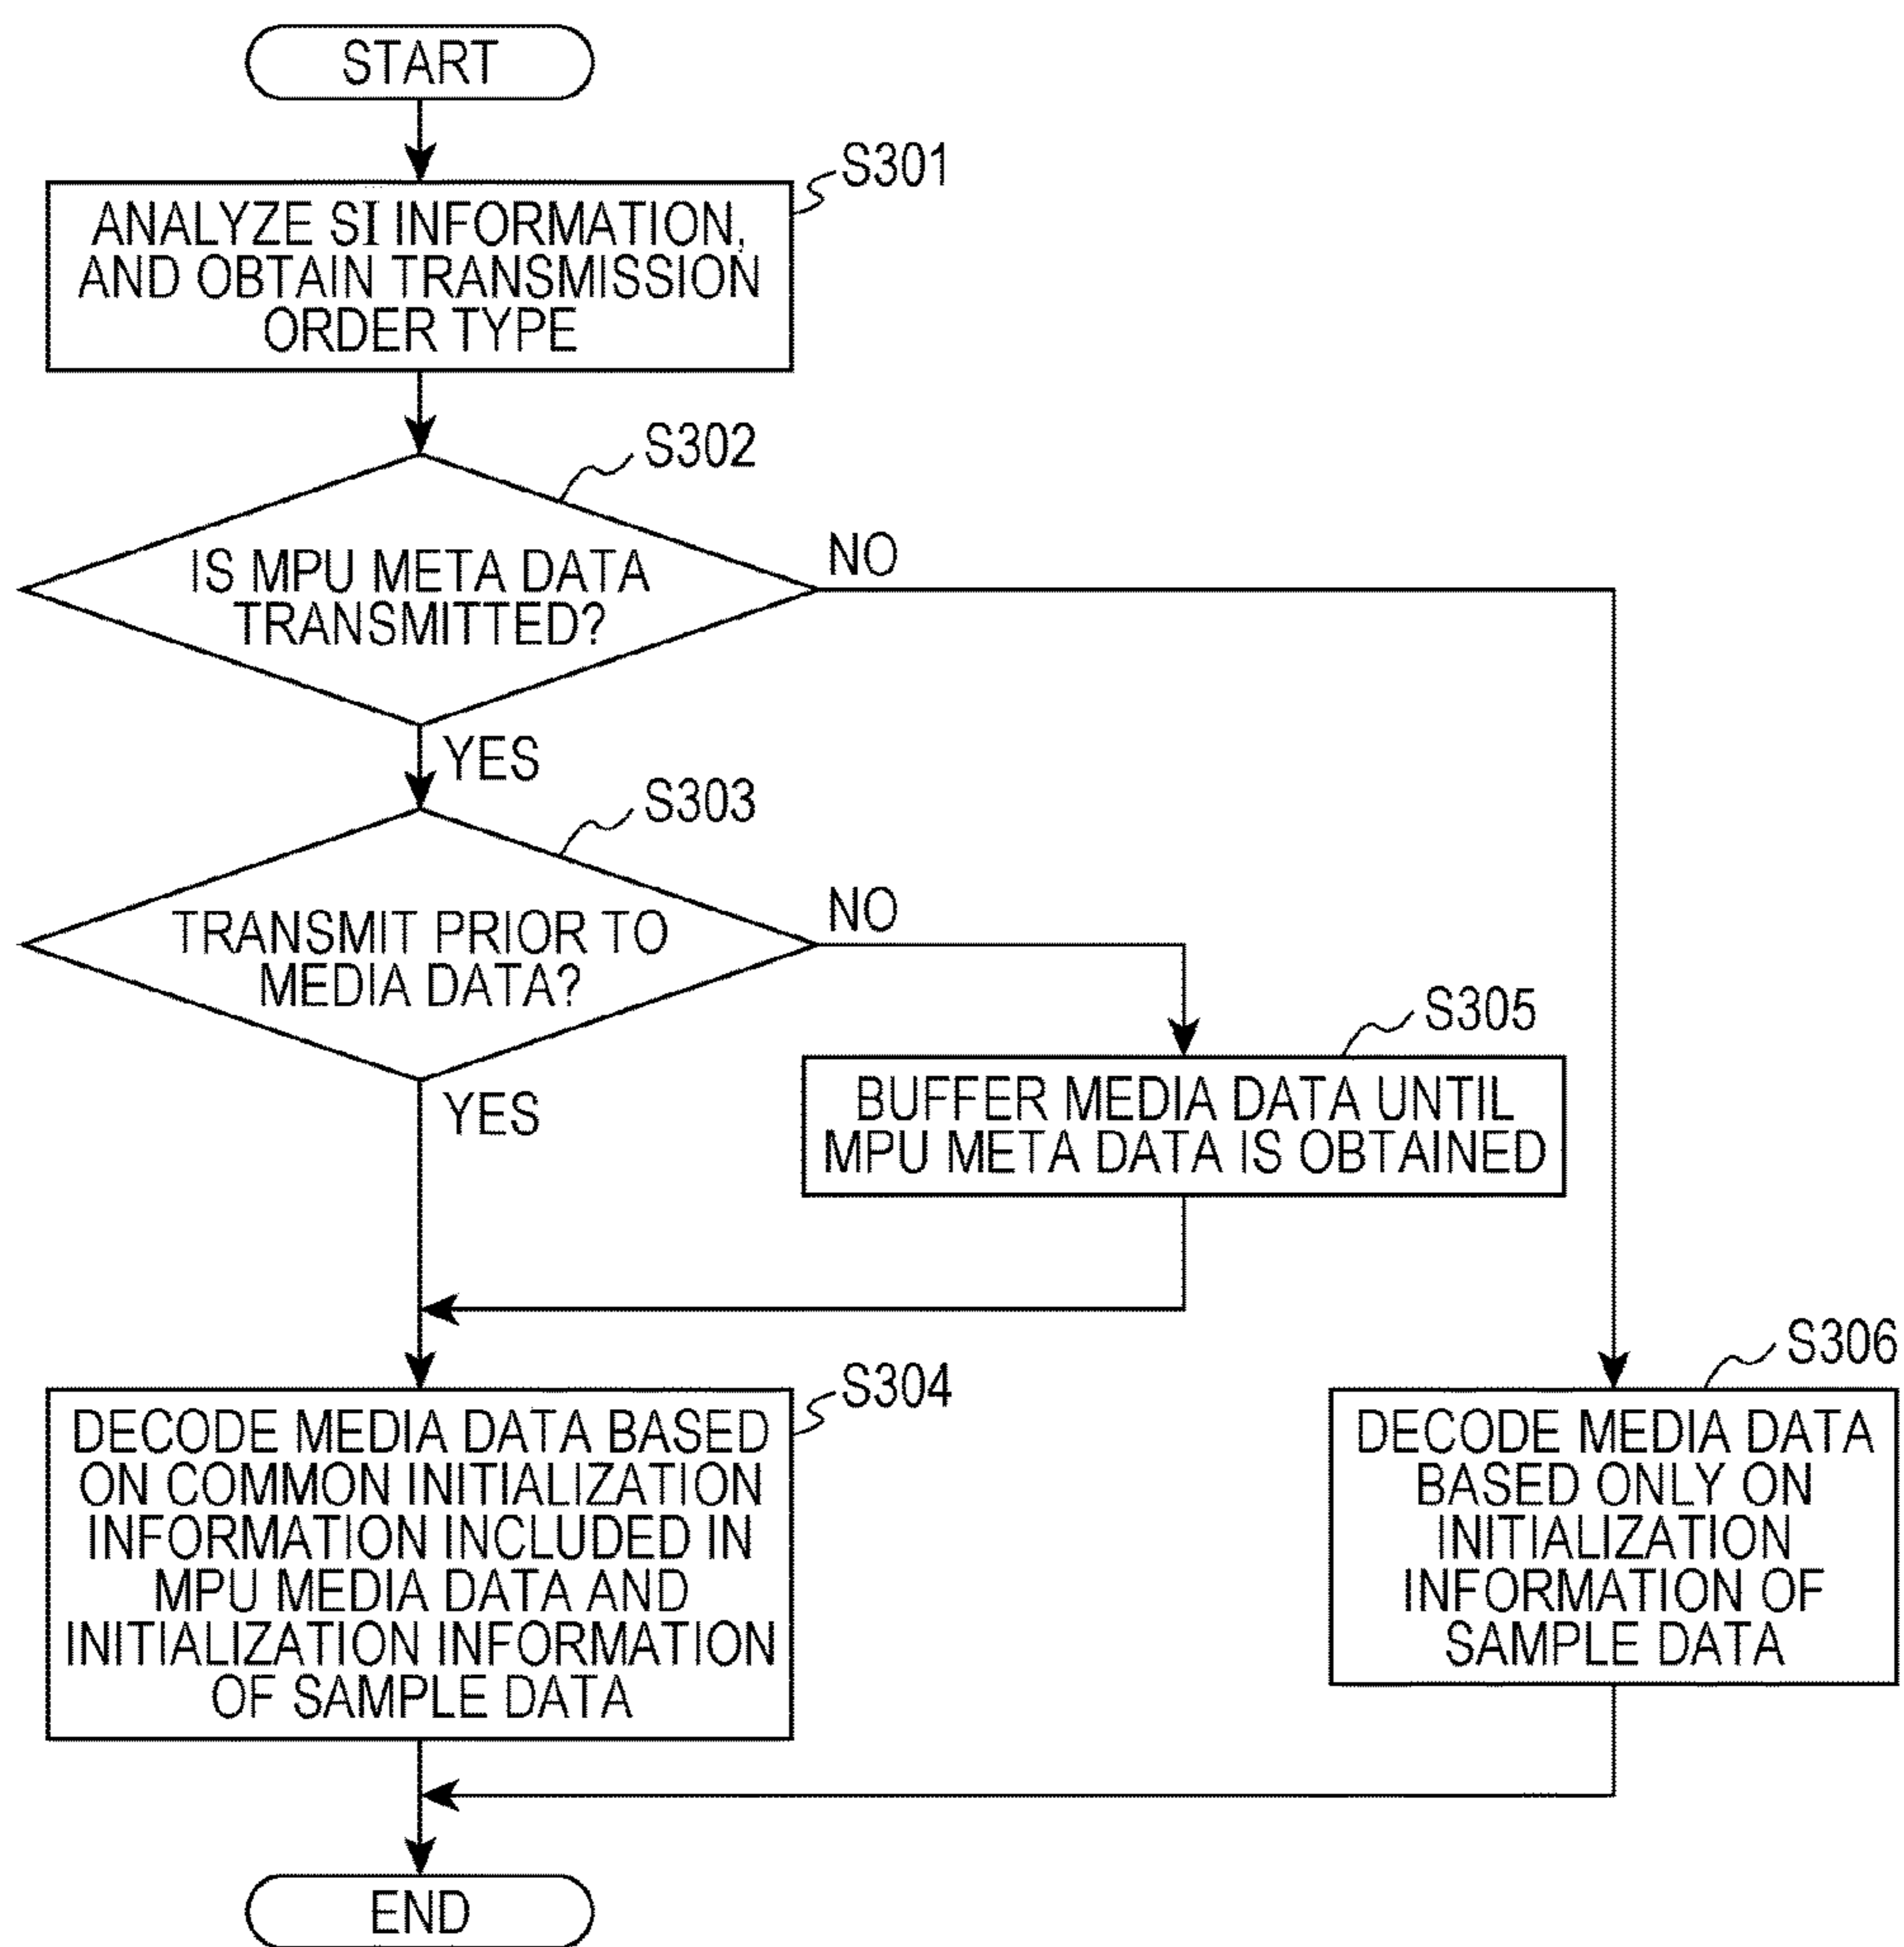 START
S301
ANALYZE SI INFORMATION,
AND OBTAIN TRANSMISSION
ORDER TYPE
S302
IS MPU META DATA
TRANSMITTED?
NO
YES
S303
TRANSMIT PRIOR TO
MEDIA DATA?
NO
YES
S305
BUFFER MEDIA DATA UNTIL
MPU META DATA IS OBTAINED
S304
DECODE MEDIA DATA BASED
ON COMMON INITIALIZATION
INFORMATION INCLUDED IN
MPU MEDIA DATA AND
INITIALIZATION INFORMATION
OF SAMPLE DATA
S306
DECODE MEDIA DATA
BASED ONLY ON
INITIALIZATION
INFORMATION OF
SAMPLE DATA
END